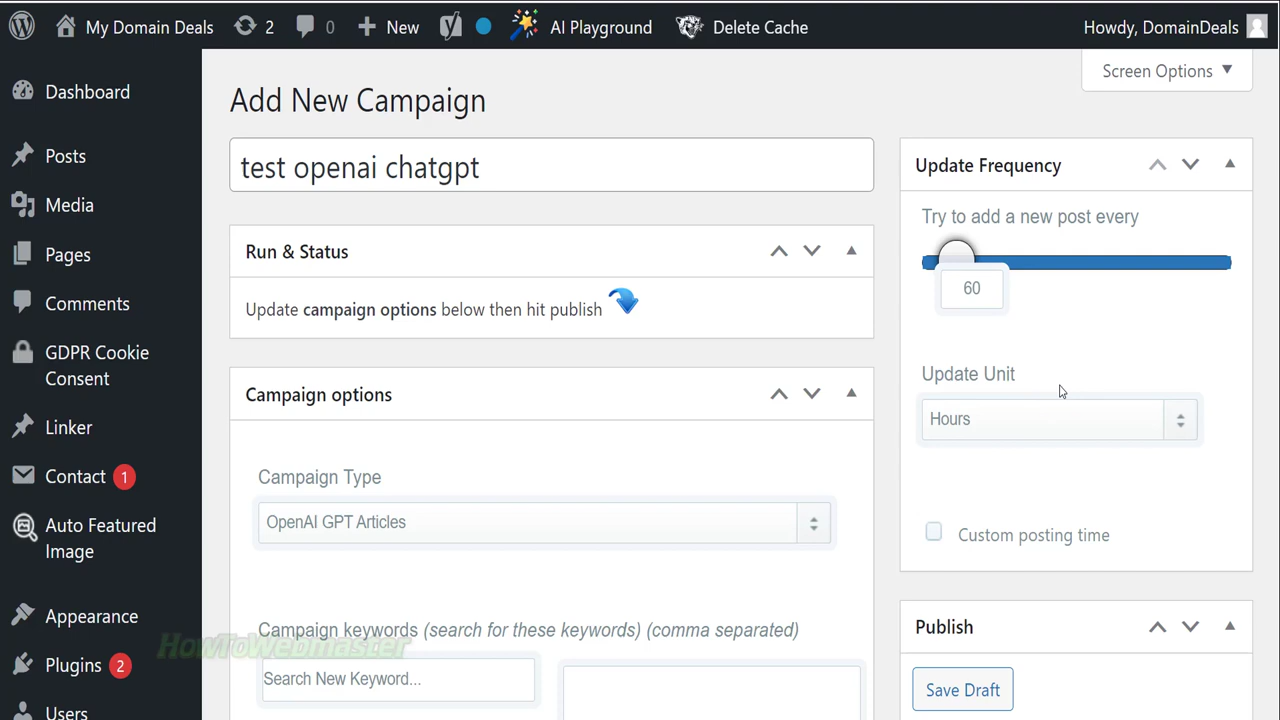 My Domain Deals
2
0
New
AI Playground
Delete Cache
Howdy, DomainDeals
Screen Options
Dashboard
Posts
Media
Pages
Comments
GDPR Cookie
Consent
Linker
Contact 1
Auto Featured
Image
Appearance
Plugins 2
Users
Add New Campaign
test openai chatgpt
Run & Status
Update campaign options below then hit publish
Campaign options
Campaign Type
OpenAI GPT Articles
Campaign keywords (search for these keywords) (comma separated)
HowToWebmaster
Search New Keyword...
Update Frequency
Try to add a new post every
60
Update Unit
Hours
Custom posting time
Publish
Save Draft